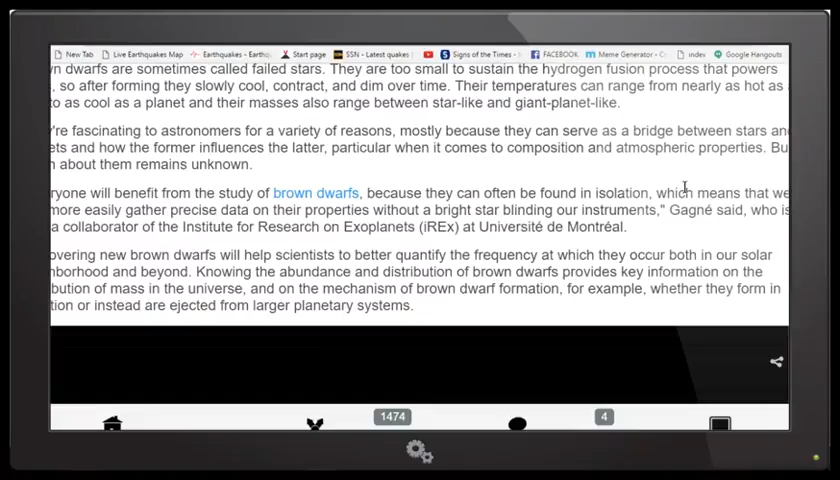 New Tab Live Earthquakes Map Earthquakes - Earthq Start page SSN - Latest quakes | Signs of the Times - FACEBOOK Meme Generator - C index Google Hangouts
n dwarfs are sometimes called failed stars. They are too small to sustain the hydrogen fusion process that powers
, so after forming they slowly cool, contract, and dim over time. Their temperatures can range from nearly as hot as
to as cool as a planet and their masses also range between star-like and giant-planet-like.
y're fascinating to astronomers for a variety of reasons, mostly because they can serve as a bridge between stars and
ets and how the former influences the latter, particular when it comes to composition and atmospheric properties. Bu
h about them remains unknown.
ryone will benefit from the study of brown dwarfs, because they can often be found in isolation, which means that we
more easily gather precise data on their properties without a bright star blinding our instruments," Gagné said, who is
a collaborator of the Institute for Research on Exoplanets (iREx) at Université de Montréal.
overing new brown dwarfs will help scientists to better quantify the frequency at which they occur both in our solar
hborhood and beyond. Knowing the abundance and distribution of brown dwarfs provides key information on the
ibution of mass in the universe, and on the mechanism of brown dwarf formation, for example, whether they form in
tion or instead are ejected from larger planetary systems.
1474 4